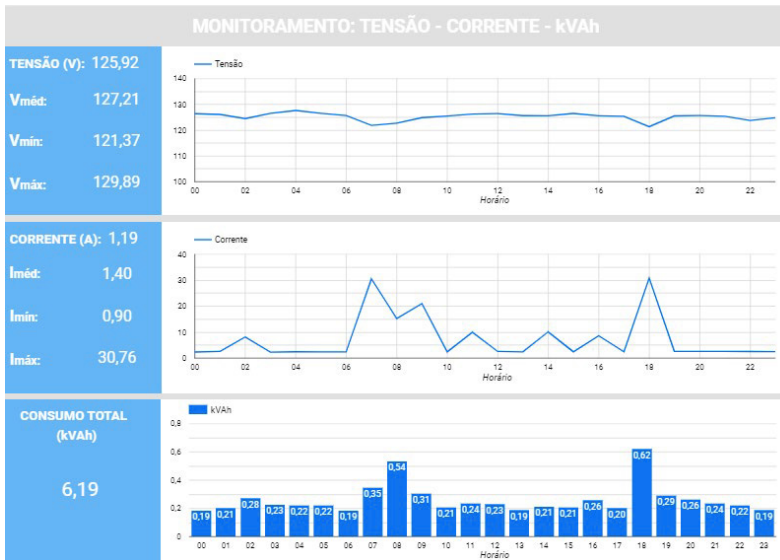 MONITORAMENTO: TENSÃO - CORRENTE - kVAh
TENSÃO (V): 125,92
Vméd: 127,21
Vmín: 121,37
Vmáx: 129,89
Tensão
140
130
120
110
100
00 02 04 06 08 10 12 14 16 18 20 22
Horário
CORRENTE (A): 1,19
Iméd: 1,40
Imín: 0,90
Imáx: 30,76
Corrente
40
30
20
10
0
00 02 04 06 08 10 12 14 16 18 20 22
Horário
CONSUMO TOTAL
(kVAh)
6,19
kVAh
0,8
0,6
0,4
0,2
0
0,19 0,21 0,28 0,23 0,22 0,22 0,19 0,35 0,54 0,31 0,21 0,24 0,23 0,19 0,21 0,21 0,26 0,20 0,62 0,29 0,26 0,24 0,22 0,19
00 01 02 03 04 05 06 07 08 09 10 11 12 13 14 15 16 17 18 19 20 21 22 23
Horário